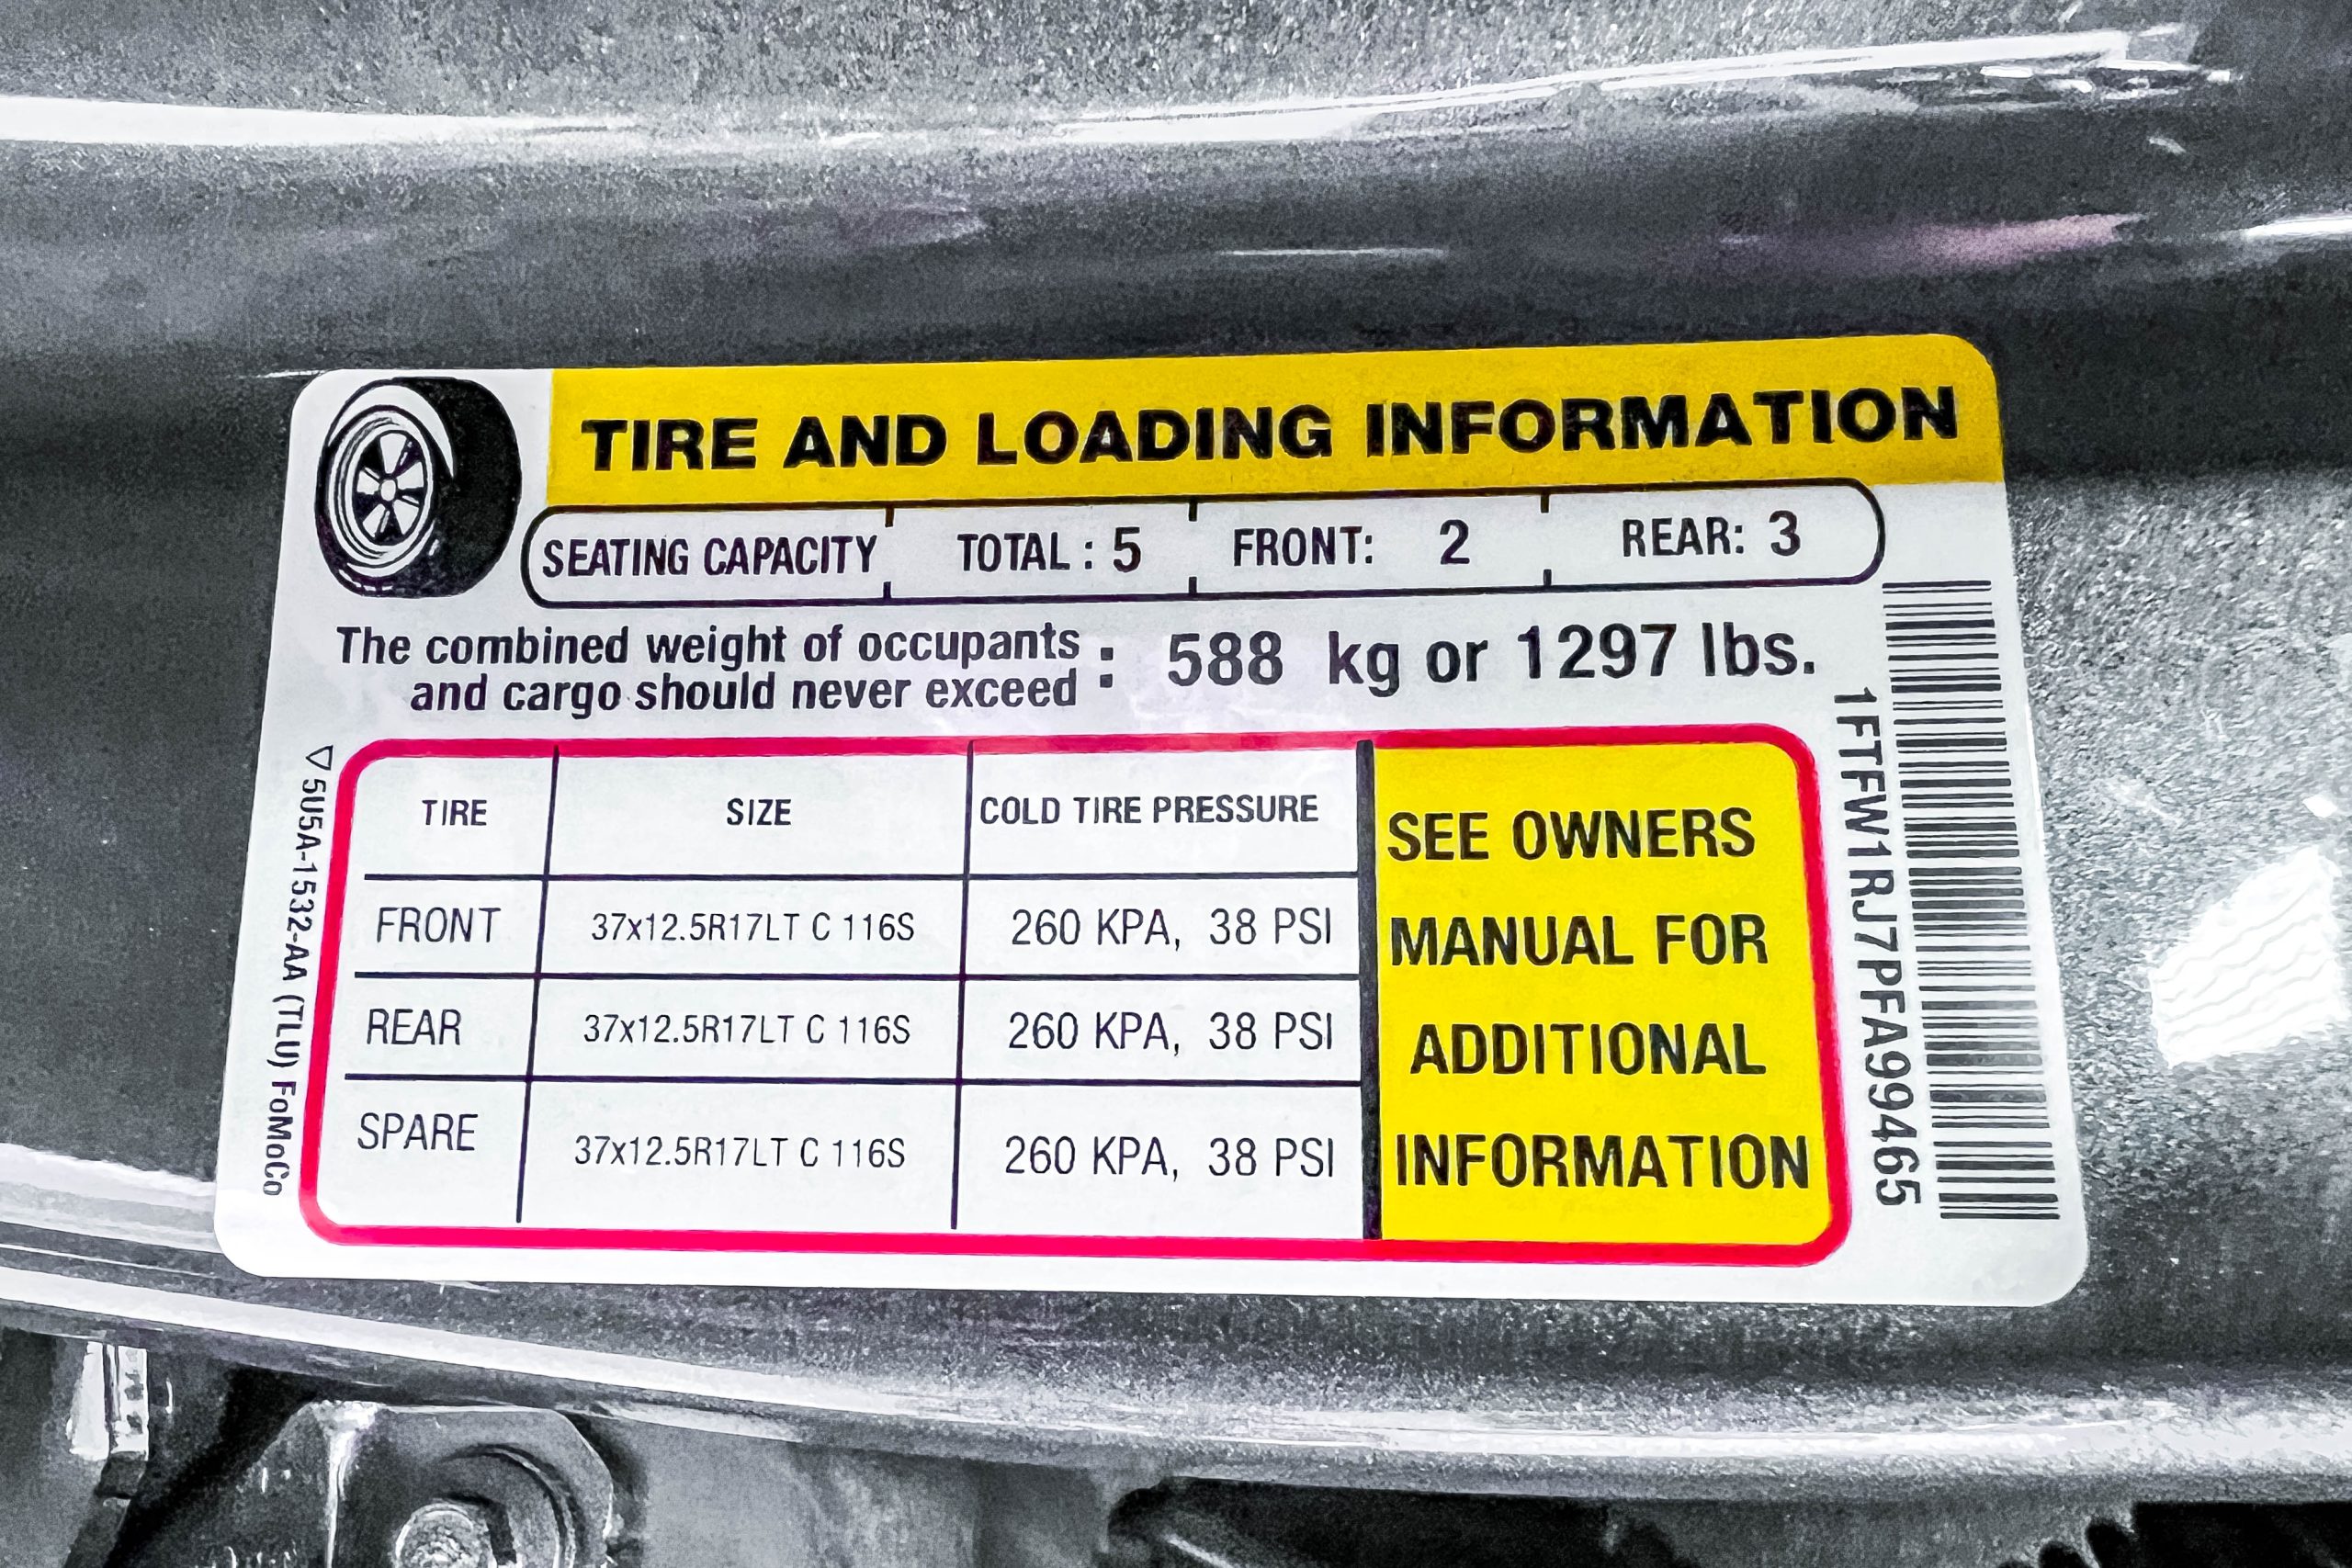 TIRE AND LOADING INFORMATION
SEATING CAPACITY TOTAL : 5 FRONT: 2 REAR: 3
The combined weight of occupants
and cargo should never exceed : 588 kg or 1297 lbs.
TIRE SIZE COLD TIRE PRESSURE
FRONT 37x12.5R17LT C 116S 260 KPA, 38 PSI
REAR 37x12.5R17LT C 116S 260 KPA, 38 PSI
SPARE 37x12.5R17LT C 116S 260 KPA, 38 PSI
SEE OWNERS
MANUAL FOR
ADDITIONAL
INFORMATION
5U5A-1532-AA (TLU) FoMoCo
1FTFW1RJ7PFA99465